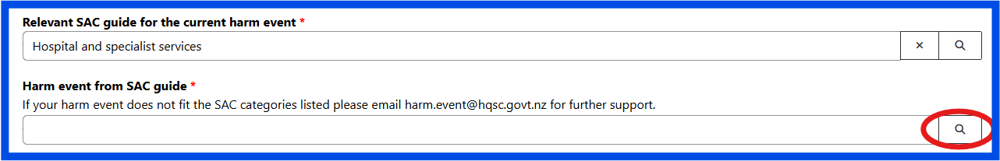 Relevant SAC guide for the current harm event *
Hospital and specialist services
Harm event from SAC guide *
If your harm event does not fit the SAC categories listed please email harm.event@hqsc.govt.nz for further support.